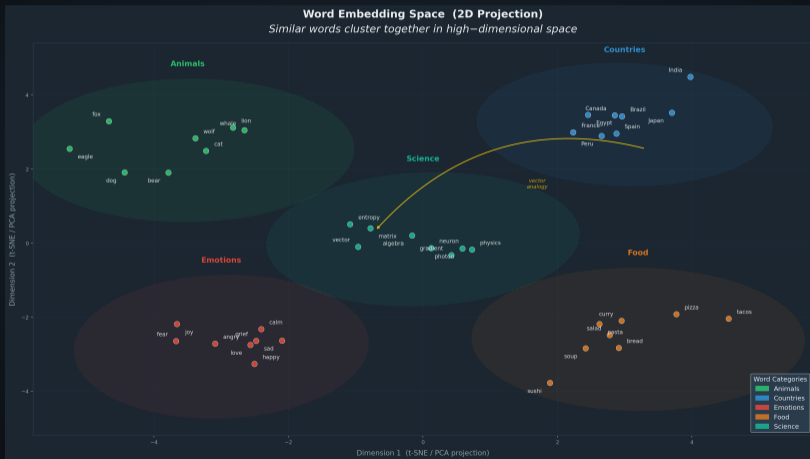 Word Embedding Space (2D Projection)
Similar words cluster together in high-dimensional space
Countries
Animals
India
fox
whale lion
Canada
Brazil
Japan
wolf
France
Egypt
Spain
cat
Peru
eagle
Science
dog
bear
vector
analogy
entropy
matrix
vector
algebra
neuron
physics
gradient
photon
Emotions
Food
pizza
tacos
curry
calm
salad
pasta
fear
joy
angry
grief
bread
love
sad
happy
soup
sushi
Word Categories
Animals
Countries
Emotions
Food
Science
4
2
0
−2
−4
−4
−2
0
2
4
Dimension 1 (t-SNE / PCA projection)
Dimension 2 (t-SNE / PCA projection)